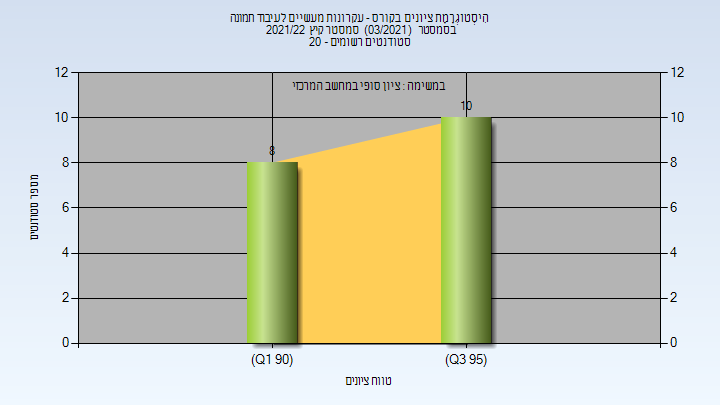 היסטוגרמת ציונים בקורס - עקרונות מעשיים לעיבוד תמונה
בסמסטר (03/2021) סמסטר קיץ 2021/22
סטודנטים רשומים - 20
במשימה : ציון סופי במחשב המרכזי
12 12
10 10 10
8 8 8
6 6
4 4
2 2
0 0
מספר סטודנטים
(Q1 90) (Q3 95)
טווח ציונים